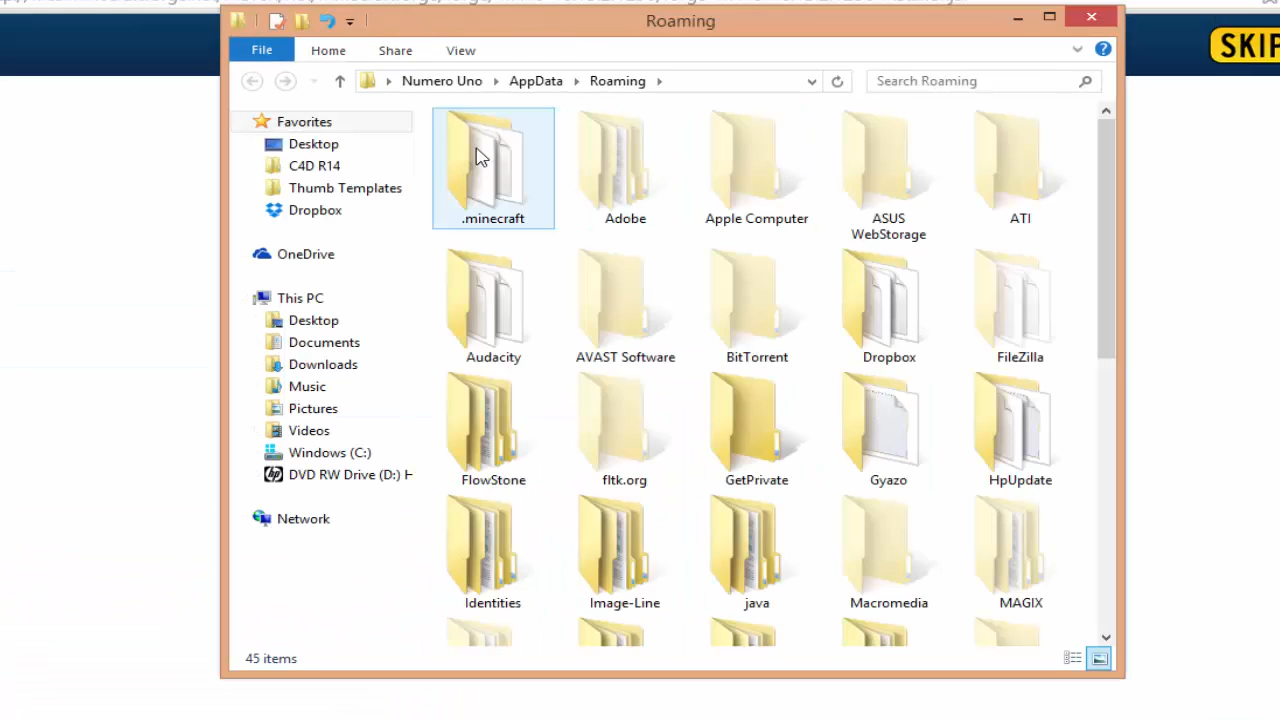 Roaming
SKIP
File Home Share View
Numero Uno AppData Roaming
Search Roaming
Favorites
Desktop
C4D R14
Thumb Templates
Dropbox
OneDrive
This PC
Desktop
Documents
Downloads
Music
Pictures
Videos
Windows (C:)
DVD RW Drive (D:) H
Network
.minecraft
Adobe
Apple Computer
ASUS
WebStorage
ATI
Audacity
AVAST Software
BitTorrent
Dropbox
FileZilla
FlowStone
fltk.org
GetPrivate
Gyazo
HpUpdate
Identities
Image-Line
java
Macromedia
MAGIX
45 items